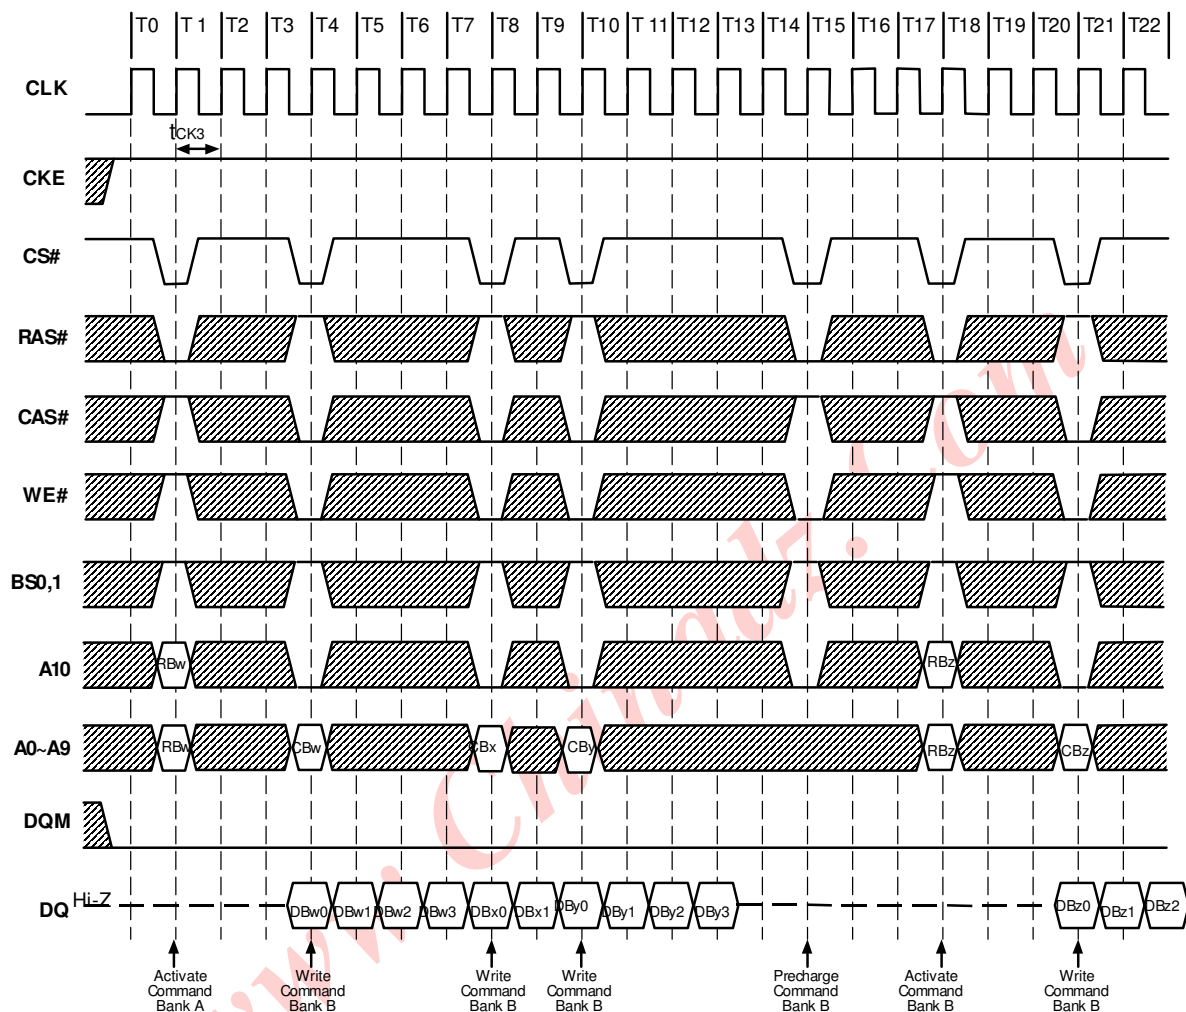 T0 T1 T2 T3 T4 T5 T6 T7 T8 T9 T10 T11 T12 T13 T14 T15 T16 T17 T18 T19 T20 T21 T22
CLK
tCK3
CKE
CS#
RAS#
CAS#
WE#
BS0,1
A10 RBw RBz
A0~A9 RBw CBw CBx CBy RBz CBz
DQM
DQ Hi-Z DBw0 DBw1 DBw2 DBw3 DBx0 DBx1 DBy0 DBy1 DBy2 DBy3 DBz0 DBz1 DBz2
Activate
Command
Bank A
Write
Command
Bank B
Write
Command
Bank B
Write
Command
Bank B
Precharge
Command
Bank B
Activate
Command
Bank B
Write
Command
Bank B